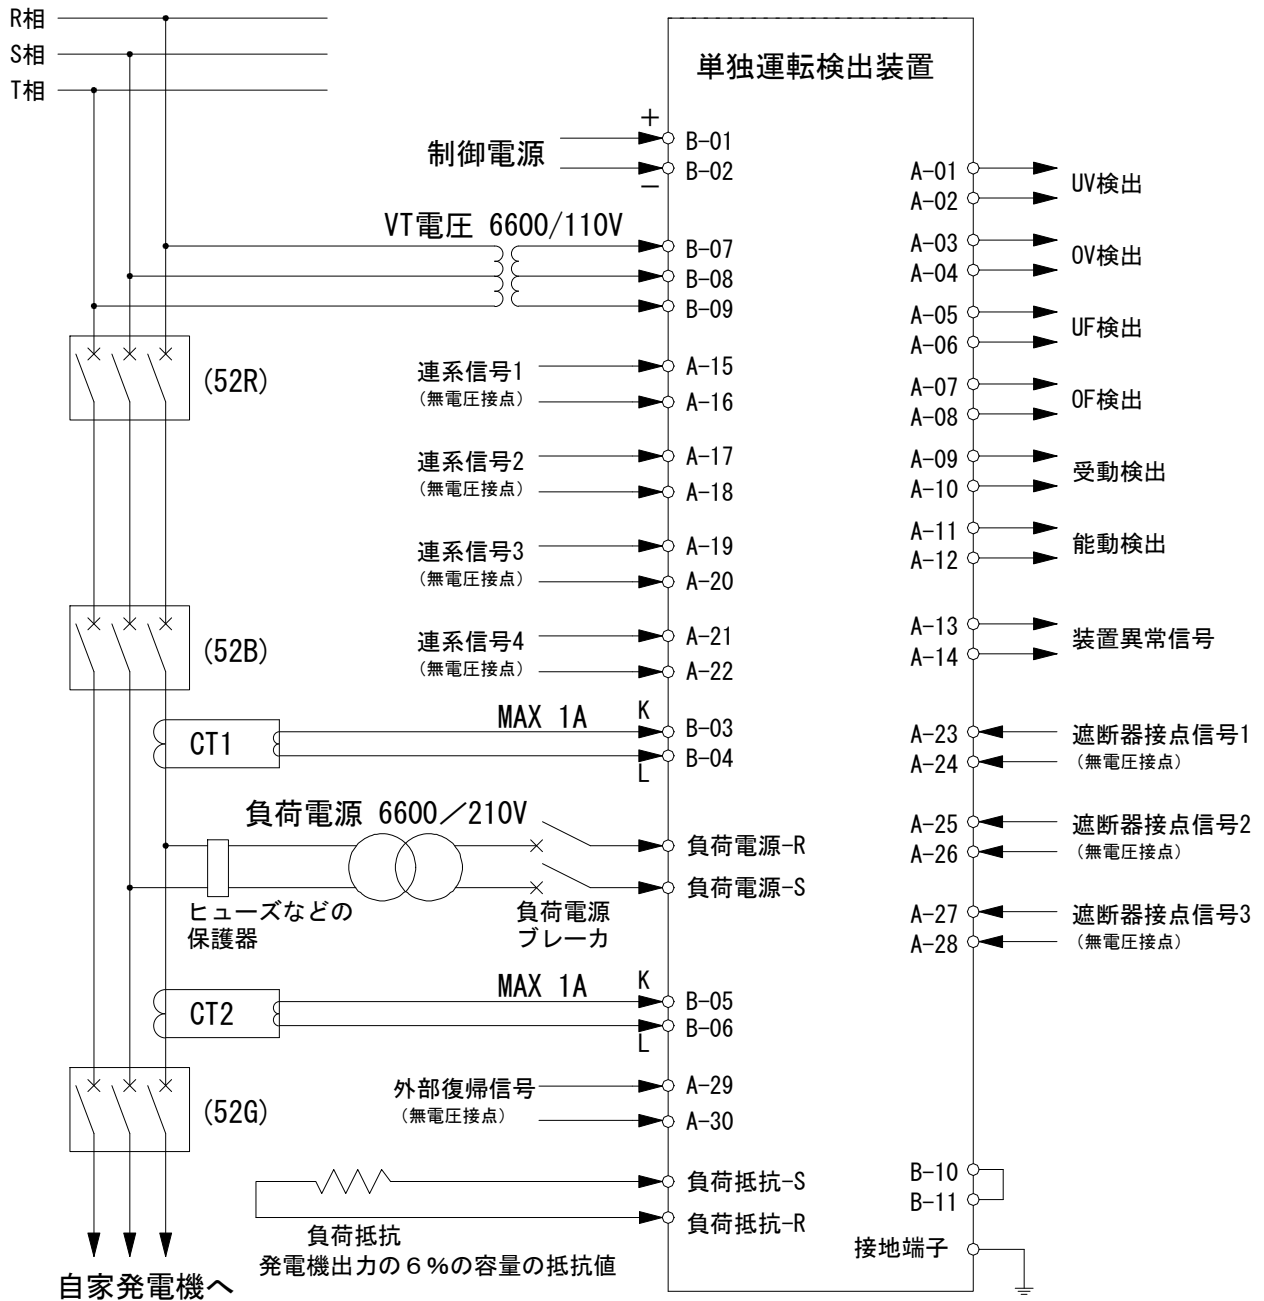 R相
S相
T相
単独運転検出装置
制御電源
+
−
B-01
B-02
VT電圧 6600/110V
B-07
B-08
B-09
(52R)
連系信号1
(無電圧接点)
A-15
A-16
連系信号2
(無電圧接点)
A-17
A-18
連系信号3
(無電圧接点)
A-19
A-20
(52B)
連系信号4
(無電圧接点)
A-21
A-22
CT1
MAX 1A
K
L
B-03
B-04
負荷電源 6600／210V
負荷電源-R
負荷電源-S
ヒューズなどの
保護器
負荷電源
ブレーカ
CT2
MAX 1A
K
L
B-05
B-06
(52G)
外部復帰信号
(無電圧接点)
A-29
A-30
負荷抵抗-S
負荷抵抗-R
負荷抵抗
発電機出力の６%の容量の抵抗値
自家発電機へ
A-01
A-02
UV検出
A-03
A-04
OV検出
A-05
A-06
UF検出
A-07
A-08
OF検出
A-09
A-10
受動検出
A-11
A-12
能動検出
A-13
A-14
装置異常信号
A-23
A-24
遮断器接点信号1
(無電圧接点)
A-25
A-26
遮断器接点信号2
(無電圧接点)
A-27
A-28
遮断器接点信号3
(無電圧接点)
B-10
B-11
接地端子